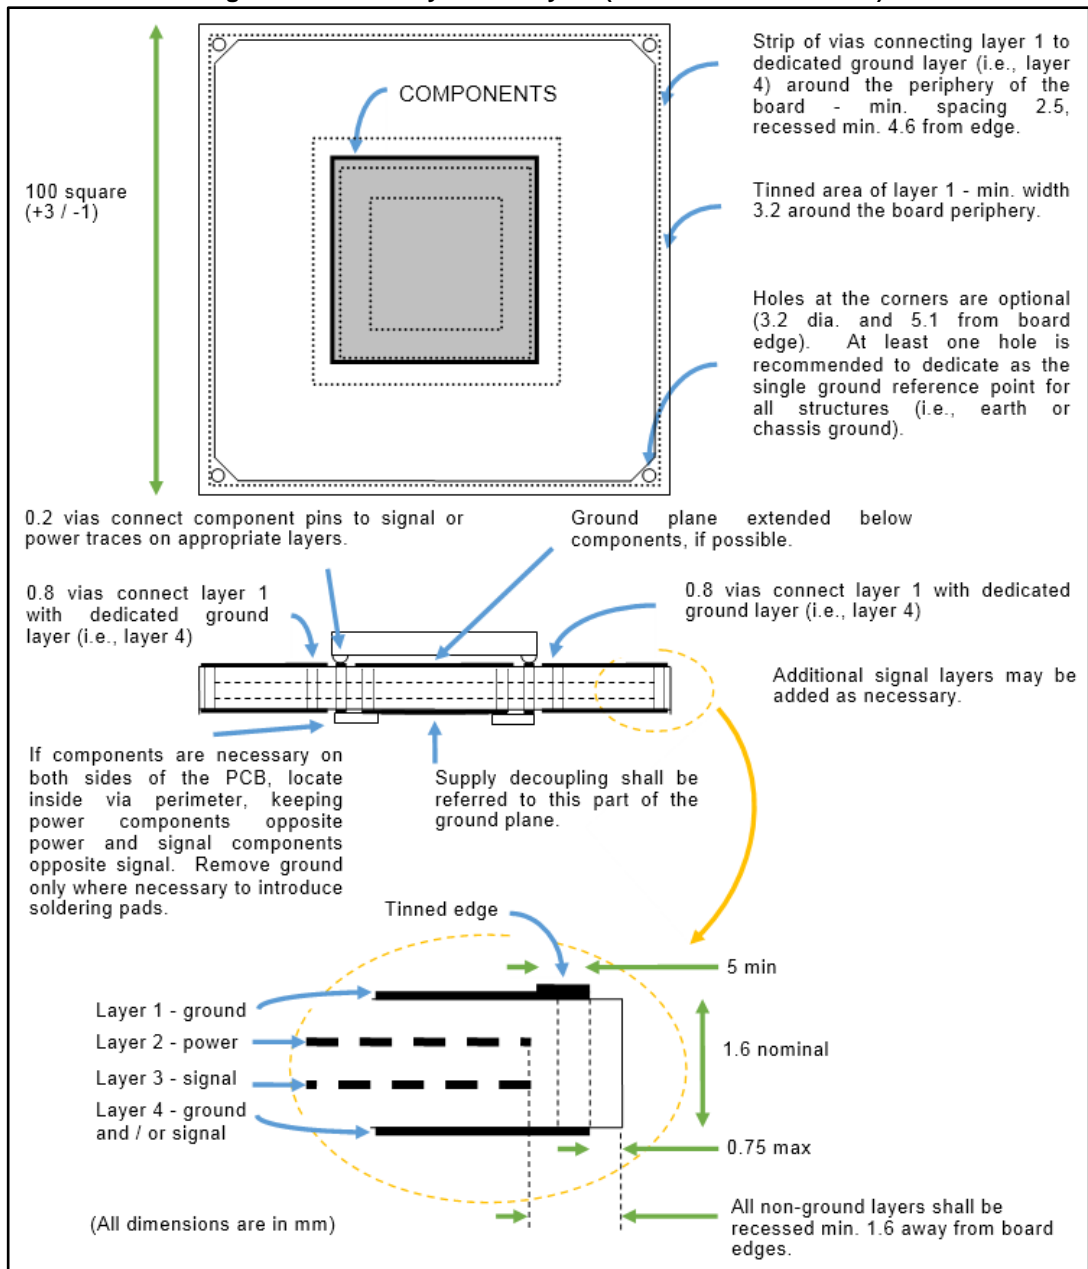 COMPONENTS
100 square
(+3 / -1)
Strip of vias connecting layer 1 to
dedicated ground layer (i.e., layer
4) around the periphery of the
board - min. spacing 2.5,
recessed min. 4.6 from edge.
Tinned area of layer 1 - min. width
3.2 around the board periphery.
Holes at the corners are optional
(3.2 dia. and 5.1 from board
edge). At least one hole is
recommended to dedicate as the
single ground reference point for
all structures (i.e., earth or
chassis ground).
0.2 vias connect component pins to signal or
power traces on appropriate layers.
Ground plane extended below
components, if possible.
0.8 vias connect layer 1
with dedicated ground
layer (i.e., layer 4)
0.8 vias connect layer 1 with dedicated
ground layer (i.e., layer 4)
Additional signal layers may be
added as necessary.
If components are necessary on
both sides of the PCB, locate
inside via perimeter, keeping
power components opposite
power and signal components
opposite signal. Remove ground
only where necessary to introduce
soldering pads.
Supply decoupling shall be
referred to this part of the
ground plane.
Tinned edge
5 min
Layer 1 - ground
Layer 2 - power
Layer 3 - signal
Layer 4 - ground
and / or signal
1.6 nominal
0.75 max
(All dimensions are in mm)
All non-ground layers shall be
recessed min. 1.6 away from board
edges.